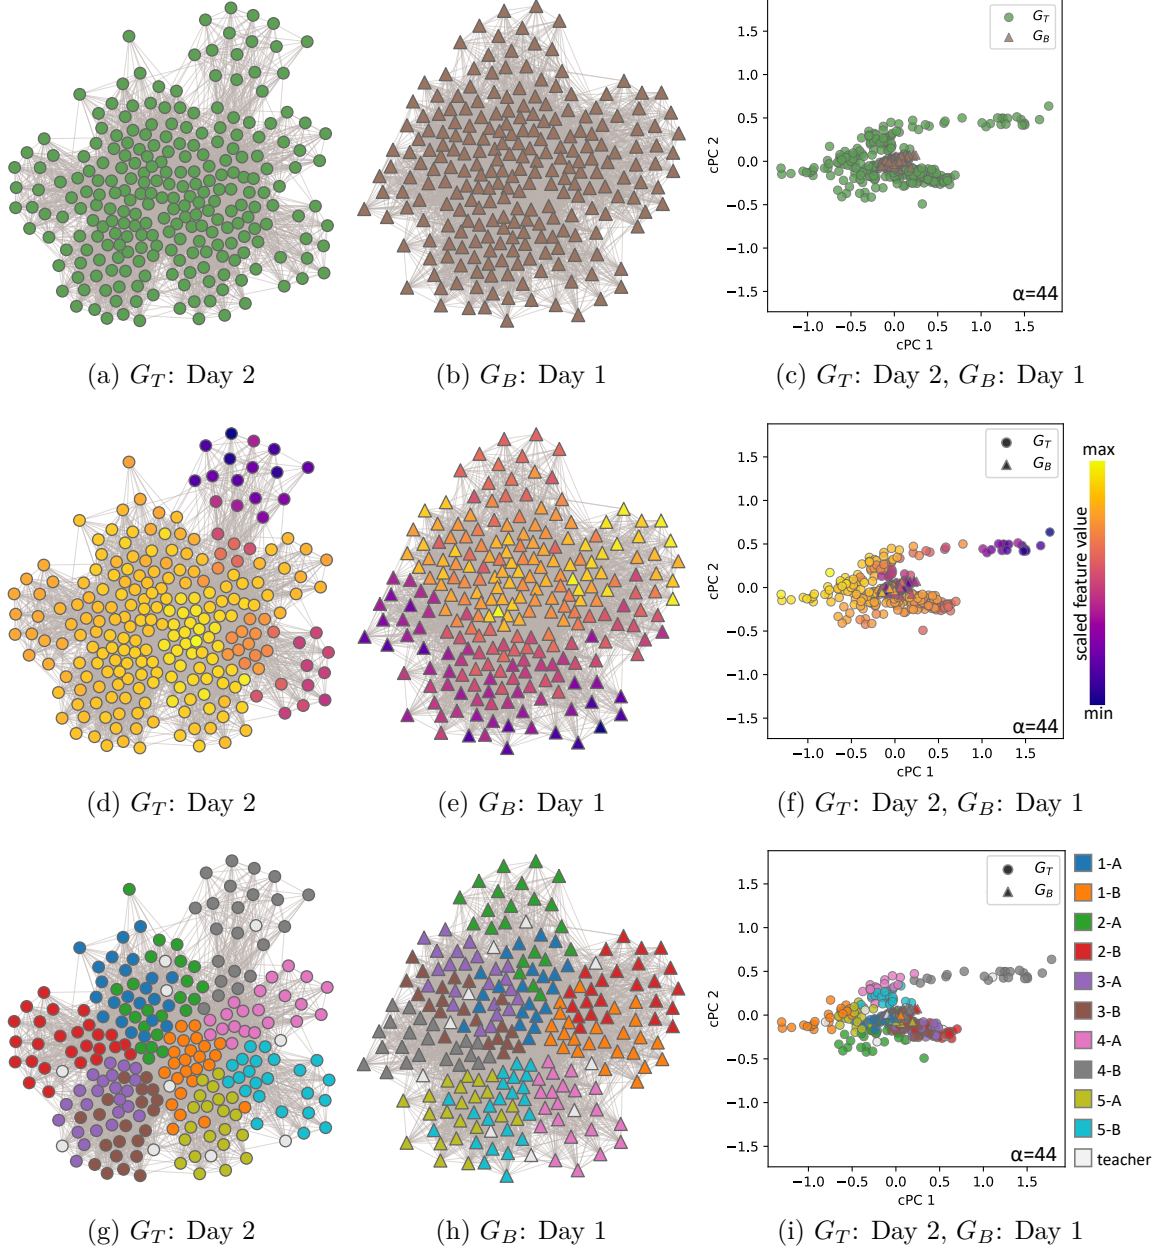 1.5
1.0
0.5
0.0
−0.5
−1.0
−1.5
cPC 2
G_T
G_B
α=44
−1.0 −0.5 0.0 0.5 1.0 1.5
cPC 1
(a) G_T: Day 2
(b) G_B: Day 1
(c) G_T: Day 2, G_B: Day 1
1.5
1.0
0.5
0.0
−0.5
−1.0
−1.5
cPC 2
G_T
G_B
α=44
−1.0 −0.5 0.0 0.5 1.0 1.5
cPC 1
max
scaled feature value
min
(d) G_T: Day 2
(e) G_B: Day 1
(f) G_T: Day 2, G_B: Day 1
1.5
1.0
0.5
0.0
−0.5
−1.0
−1.5
cPC 2
G_T
G_B
α=44
−1.0 −0.5 0.0 0.5 1.0 1.5
cPC 1
1-A
1-B
2-A
2-B
3-A
3-B
4-A
4-B
5-A
5-B
teacher
(g) G_T: Day 2
(h) G_B: Day 1
(i) G_T: Day 2, G_B: Day 1